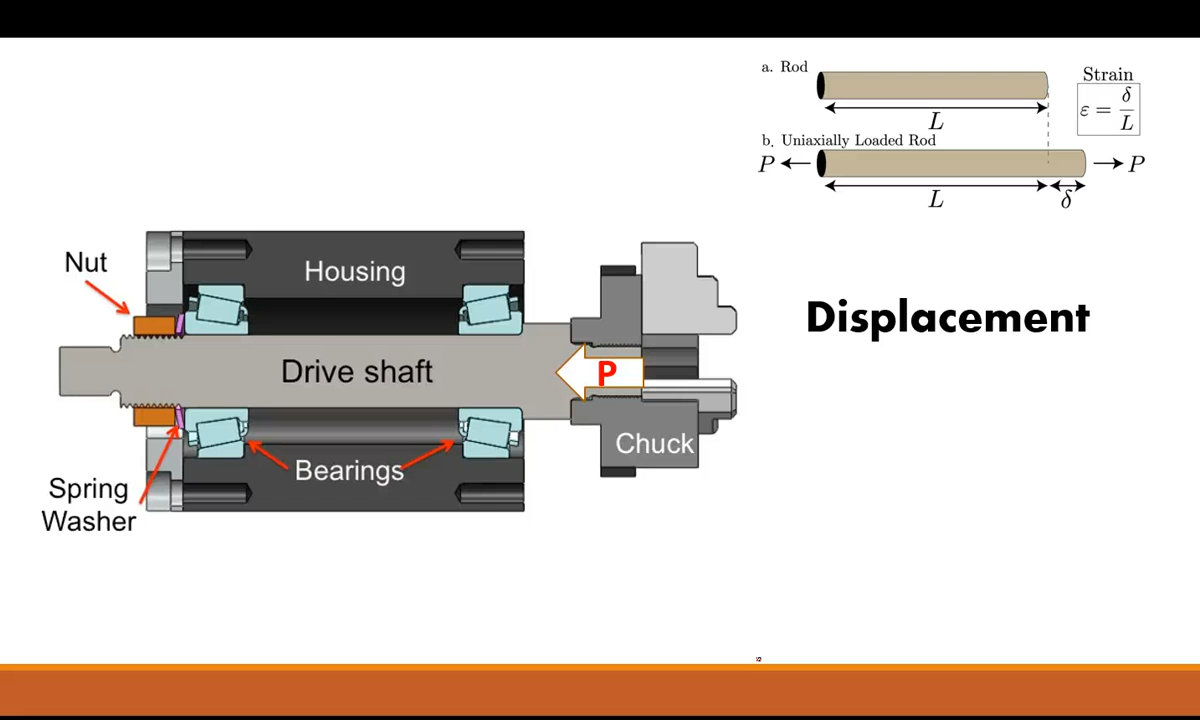 a. Rod
Strain
ε = δ/L
L
b. Uniaxially Loaded Rod
P
P
L
δ
Nut
Housing
Displacement
Drive shaft
P
Chuck
Bearings
Spring
Washer